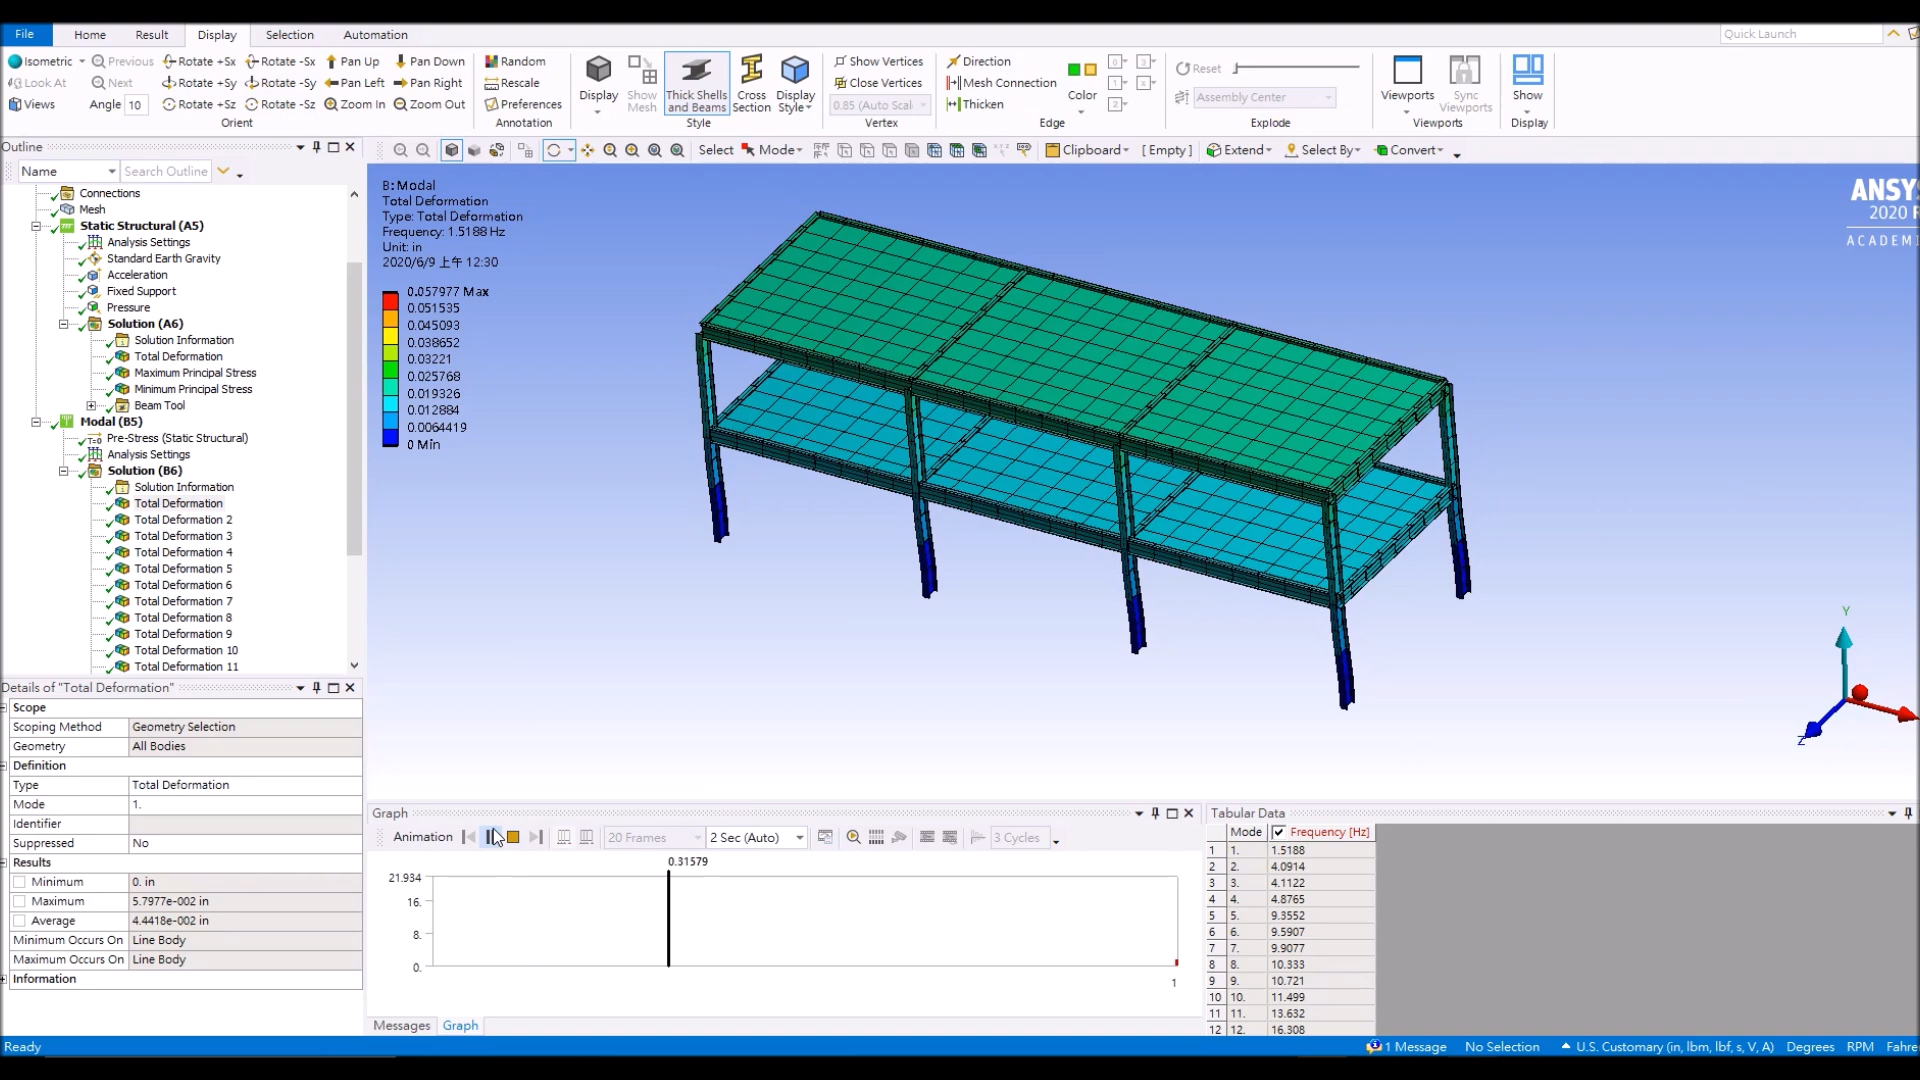 File Home Result Display Selection Automation Quick Launch
Isometric Previous Rotate +Sx Rotate -Sx Pan Up Pan Down Random Show Vertices Direction Reset
Look At Next Rotate +Sy Rotate -Sy Pan Left Pan Right Rescale Close Vertices Mesh Connection
Views Angle 10 Rotate +Sz Rotate -Sz Zoom In Zoom Out Preferences 0.85 (Auto Scal Thicken Assembly Center
Display Show Mesh Thick Shells and Beams Cross Section Display Style Color Viewports Sync Viewports Show
Orient Annotation Style Vertex Edge Explode Viewports Display
Outline
Name Search Outline
Select Mode Clipboard [ Empty ] Extend Select By Convert
Connections
Mesh
Static Structural (A5)
Analysis Settings
Standard Earth Gravity
Acceleration
Fixed Support
Pressure
Solution (A6)
Solution Information
Total Deformation
Maximum Principal Stress
Minimum Principal Stress
Beam Tool
Modal (B5)
Pre-Stress (Static Structural)
Analysis Settings
Solution (B6)
Solution Information
Total Deformation
Total Deformation 2
Total Deformation 3
Total Deformation 4
Total Deformation 5
Total Deformation 6
Total Deformation 7
Total Deformation 8
Total Deformation 9
Total Deformation 10
Total Deformation 11
B: Modal
Total Deformation
Type: Total Deformation
Frequency: 1.5188 Hz
Unit: in
2020/6/9 上午 12:30
0.057977 Max
0.051535
0.045093
0.038652
0.03221
0.025768
0.019326
0.012884
0.0064419
0 Min
ANSY
2020 R
ACADEMI
Y
Z
Details of "Total Deformation"
Scope
Scoping Method Geometry Selection
Geometry All Bodies
Definition
Type Total Deformation
Mode 1.
Identifier
Suppressed No
Results
Minimum 0. in
Maximum 5.7977e-002 in
Average 4.4418e-002 in
Minimum Occurs On Line Body
Maximum Occurs On Line Body
Information
Graph
Animation 20 Frames 2 Sec (Auto) 3 Cycles
0.31579
21.934
16.
8.
0.
1
Messages Graph
Tabular Data
Mode Frequency [Hz]
1 1. 1.5188
2 2. 4.0914
3 3. 4.1122
4 4. 4.8765
5 5. 9.3552
6 6. 9.5907
7 7. 9.9077
8 8. 10.333
9 9. 10.721
10 10. 11.499
11 11. 13.632
12 12. 16.308
Ready 1 Message No Selection U.S. Customary (in, lbm, lbf, s, V, A) Degrees RPM Fahre